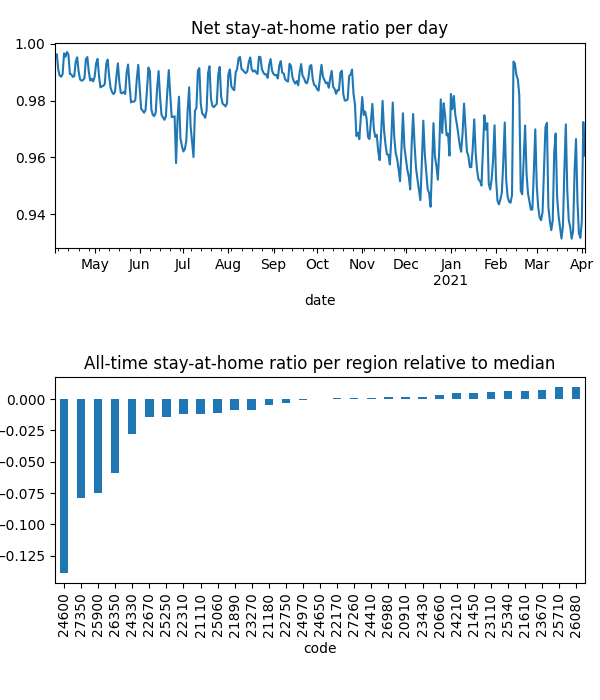 Net stay-at-home ratio per day
1.00
0.98
0.96
0.94
May Jun Jul Aug Sep Oct Nov Dec Jan Feb Mar Apr
2021
date
All-time stay-at-home ratio per region relative to median
0.000
−0.025
−0.050
−0.075
−0.100
−0.125
24600 27350 25900 26350 24330 22670 25250 22310 21110 25060 21890 23270 21180 22750 24970 24650 22170 27260 24410 26980 20910 23430 20660 24210 21450 23110 25340 21610 23670 25710 26080
code